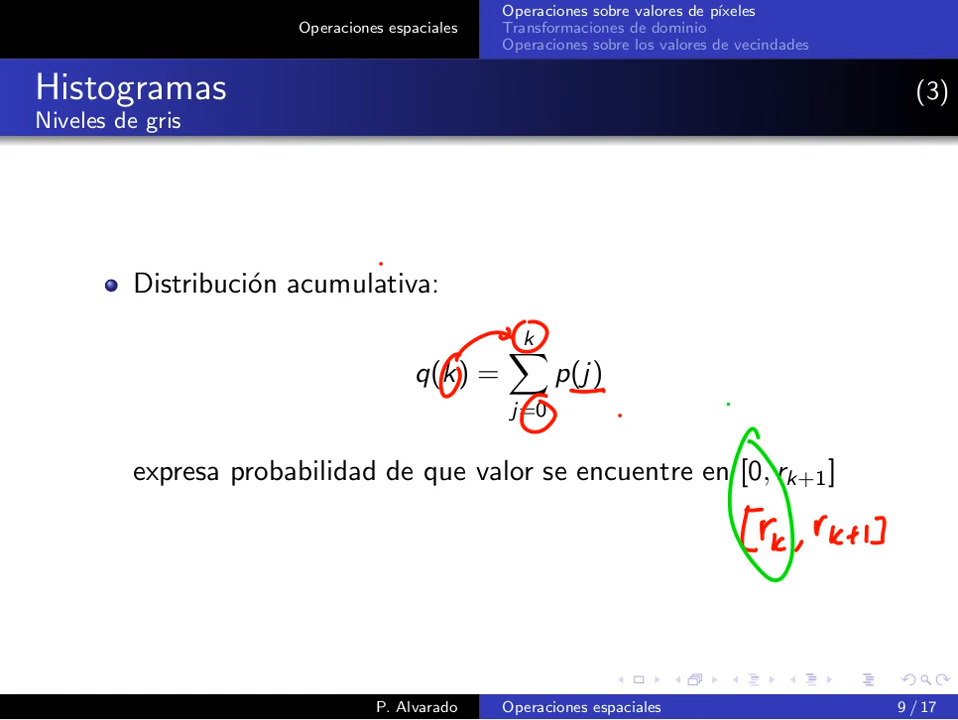 Operaciones espaciales
Operaciones sobre valores de píxeles
Transformaciones de dominio
Operaciones sobre los valores de vecindades
Histogramas
(3)
Niveles de gris
Distribución acumulativa:
q(k) = ∑_{j=0}^{k} p(j)
expresa probabilidad de que valor se encuentre en [0, r_{k+1}]
[r_k, r_{k+1}]
P. Alvarado
Operaciones espaciales
9 / 17